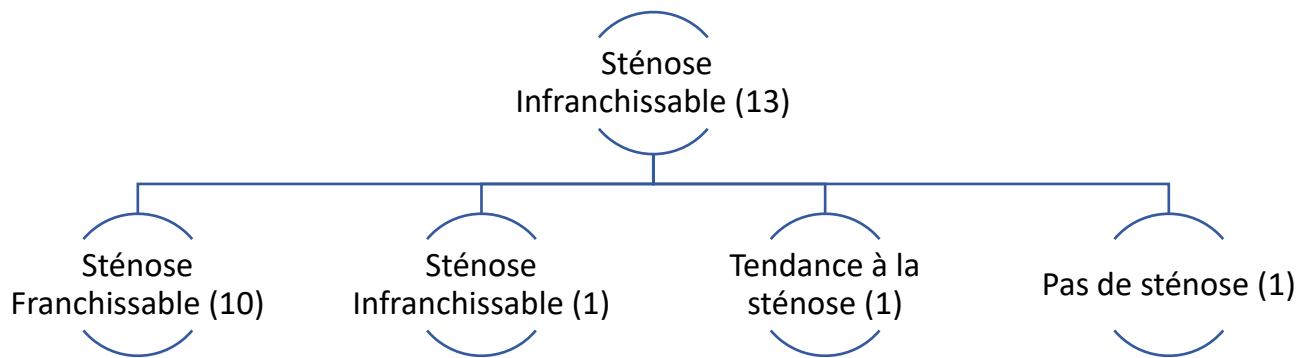 Sténose
Infranchissable (13)
Sténose
Franchissable (10)
Sténose
Infranchissable (1)
Tendance à la
sténose (1)
Pas de sténose (1)